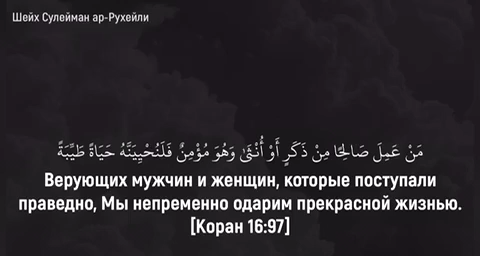 Шейх Сулейман ар-Рухейли
مَنْ عَمِلَ صَالِحًا مِنْ ذَكَرٍ أَوْ أُنْثَىٰ وَهُوَ مُؤْمِنٌ فَلَنُحْيِيَنَّهُ حَيَاةً طَيِّبَةً
Верующих мужчин и женщин, которые поступали
праведно, Мы непременно одарим прекрасной жизнью.
[Коран 16:97]